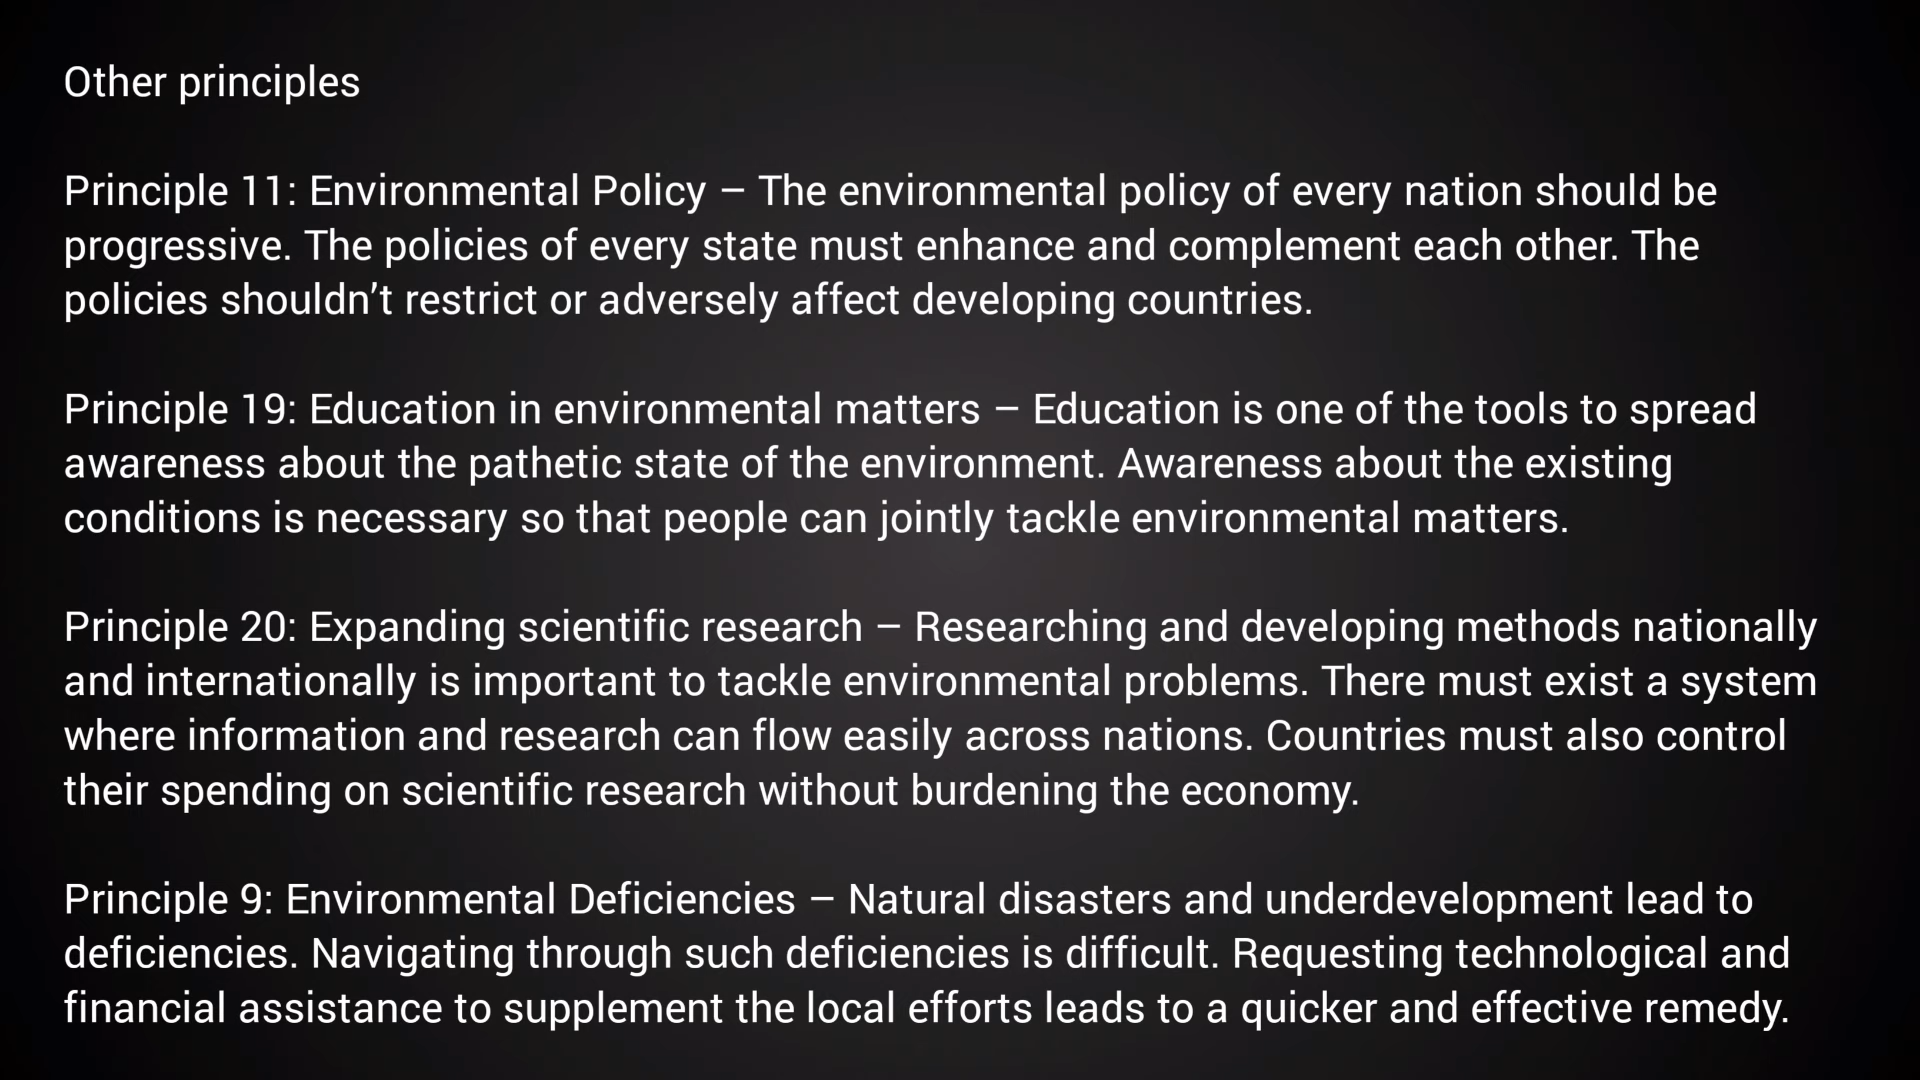 Other principles
Principle 11: Environmental Policy – The environmental policy of every nation should be
progressive. The policies of every state must enhance and complement each other. The
policies shouldn’t restrict or adversely affect developing countries.
Principle 19: Education in environmental matters – Education is one of the tools to spread
awareness about the pathetic state of the environment. Awareness about the existing
conditions is necessary so that people can jointly tackle environmental matters.
Principle 20: Expanding scientific research – Researching and developing methods nationally
and internationally is important to tackle environmental problems. There must exist a system
where information and research can flow easily across nations. Countries must also control
their spending on scientific research without burdening the economy.
Principle 9: Environmental Deficiencies – Natural disasters and underdevelopment lead to
deficiencies. Navigating through such deficiencies is difficult. Requesting technological and
financial assistance to supplement the local efforts leads to a quicker and effective remedy.